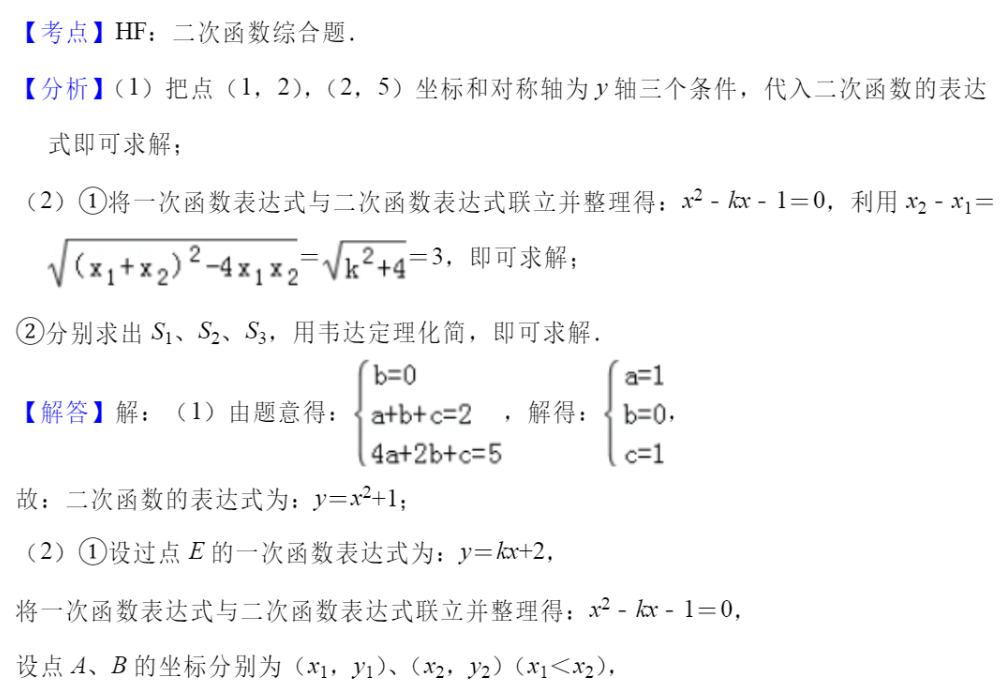 【考点】HF：二次函数综合题．
【分析】（1）把点（1，2），（2，5）坐标和对称轴为 y 轴三个条件，代入二次函数的表达
式即可求解；
（2）①将一次函数表达式与二次函数表达式联立并整理得：x²﹣kx﹣1＝0，利用 x₂﹣x₁＝
√((x₁+x₂)²-4x₁x₂)＝√(k²+4)＝3，即可求解；
②分别求出 S₁、S₂、S₃，用韦达定理化简，即可求解．
【解答】解：（1）由题意得：{b=0 a+b+c=2 4a+2b+c=5，解得：{a=1 b=0 c=1，
故：二次函数的表达式为：y＝x²+1；
（2）①设过点 E 的一次函数表达式为：y＝kx+2，
将一次函数表达式与二次函数表达式联立并整理得：x²﹣kx﹣1＝0，
设点 A、B 的坐标分别为（x₁，y₁）、（x₂，y₂）（x₁＜x₂），